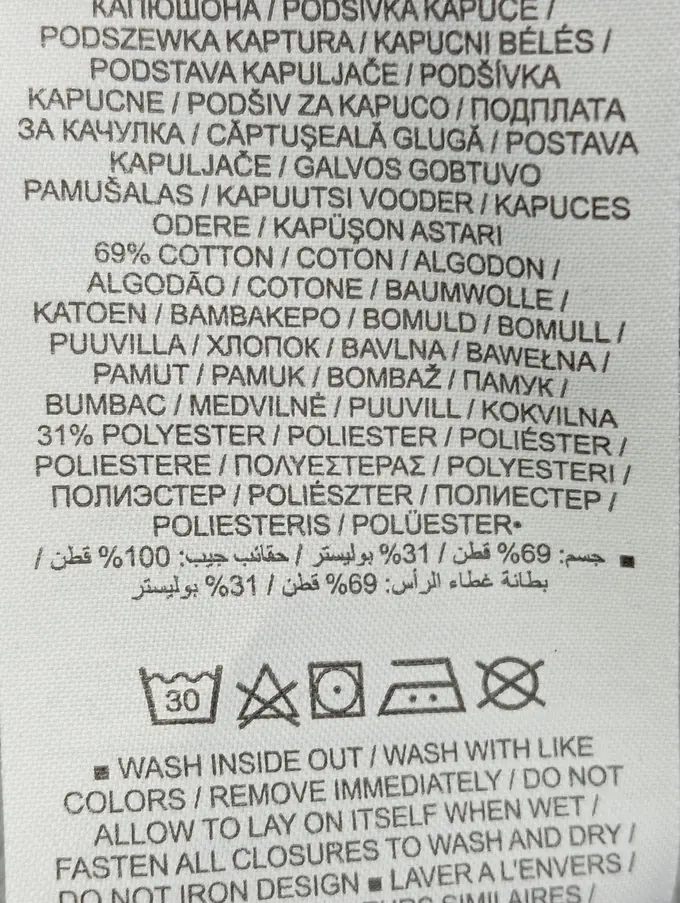 КАПЮШОНА / PODŠÍVKA KAPUCE /
PODSZEWKA KAPTURA / KAPUCNI BÉLÉS /
PODSTAVA KAPULJAČE / PODŠÍVKA
KAPUCNE / PODŠIV ZA KAPUCO / ПОДПЛАТА
ЗА КАЧУЛКА / CĂPTUŞEALĂ GLUGĂ / POSTAVA
KAPULJAČE / GALVOS GOBTUVO
PAMUŠALAS / KAPUUTSI VOODER / KAPUCES
ODERE / KAPÜŞON ASTARI
69% COTTON / COTON / ALGODON /
ALGODÃO / COTONE / BAUMWOLLE /
KATOEN / ΒΑΜΒΑΚΕΡΟ / BOMULD / BOMULL /
PUUVILLA / ХЛОПОК / BAVLNA / BAWEŁNA /
PAMUT / PAMUK / BOMBAŽ / ПАМУК /
BUMBAC / MEDVILNĖ / PUUVILL / KOKVILNA
31% POLYESTER / POLIESTER / POLIÉSTER /
POLIESTERE / ΠΟΛΥΕΣΤΕΡΑΣ / POLYESTERI /
ПОЛИЭСТЕР / POLIÉSZTER / ПОЛИЕСТЕР /
POLIESTERIS / POLÜESTER•
▪ جسم: 69% قطن / 31% بوليستر / حقائب جيب: 100% قطن /
بطانة غطاء الرأس: 69% قطن / 31% بوليستر
30
▪ WASH INSIDE OUT / WASH WITH LIKE
COLORS / REMOVE IMMEDIATELY / DO NOT
ALLOW TO LAY ON ITSELF WHEN WET /
FASTEN ALL CLOSURES TO WASH AND DRY /
DO NOT IRON DESIGN ▪ LAVER A L'ENVERS /
SIMILAIRES /